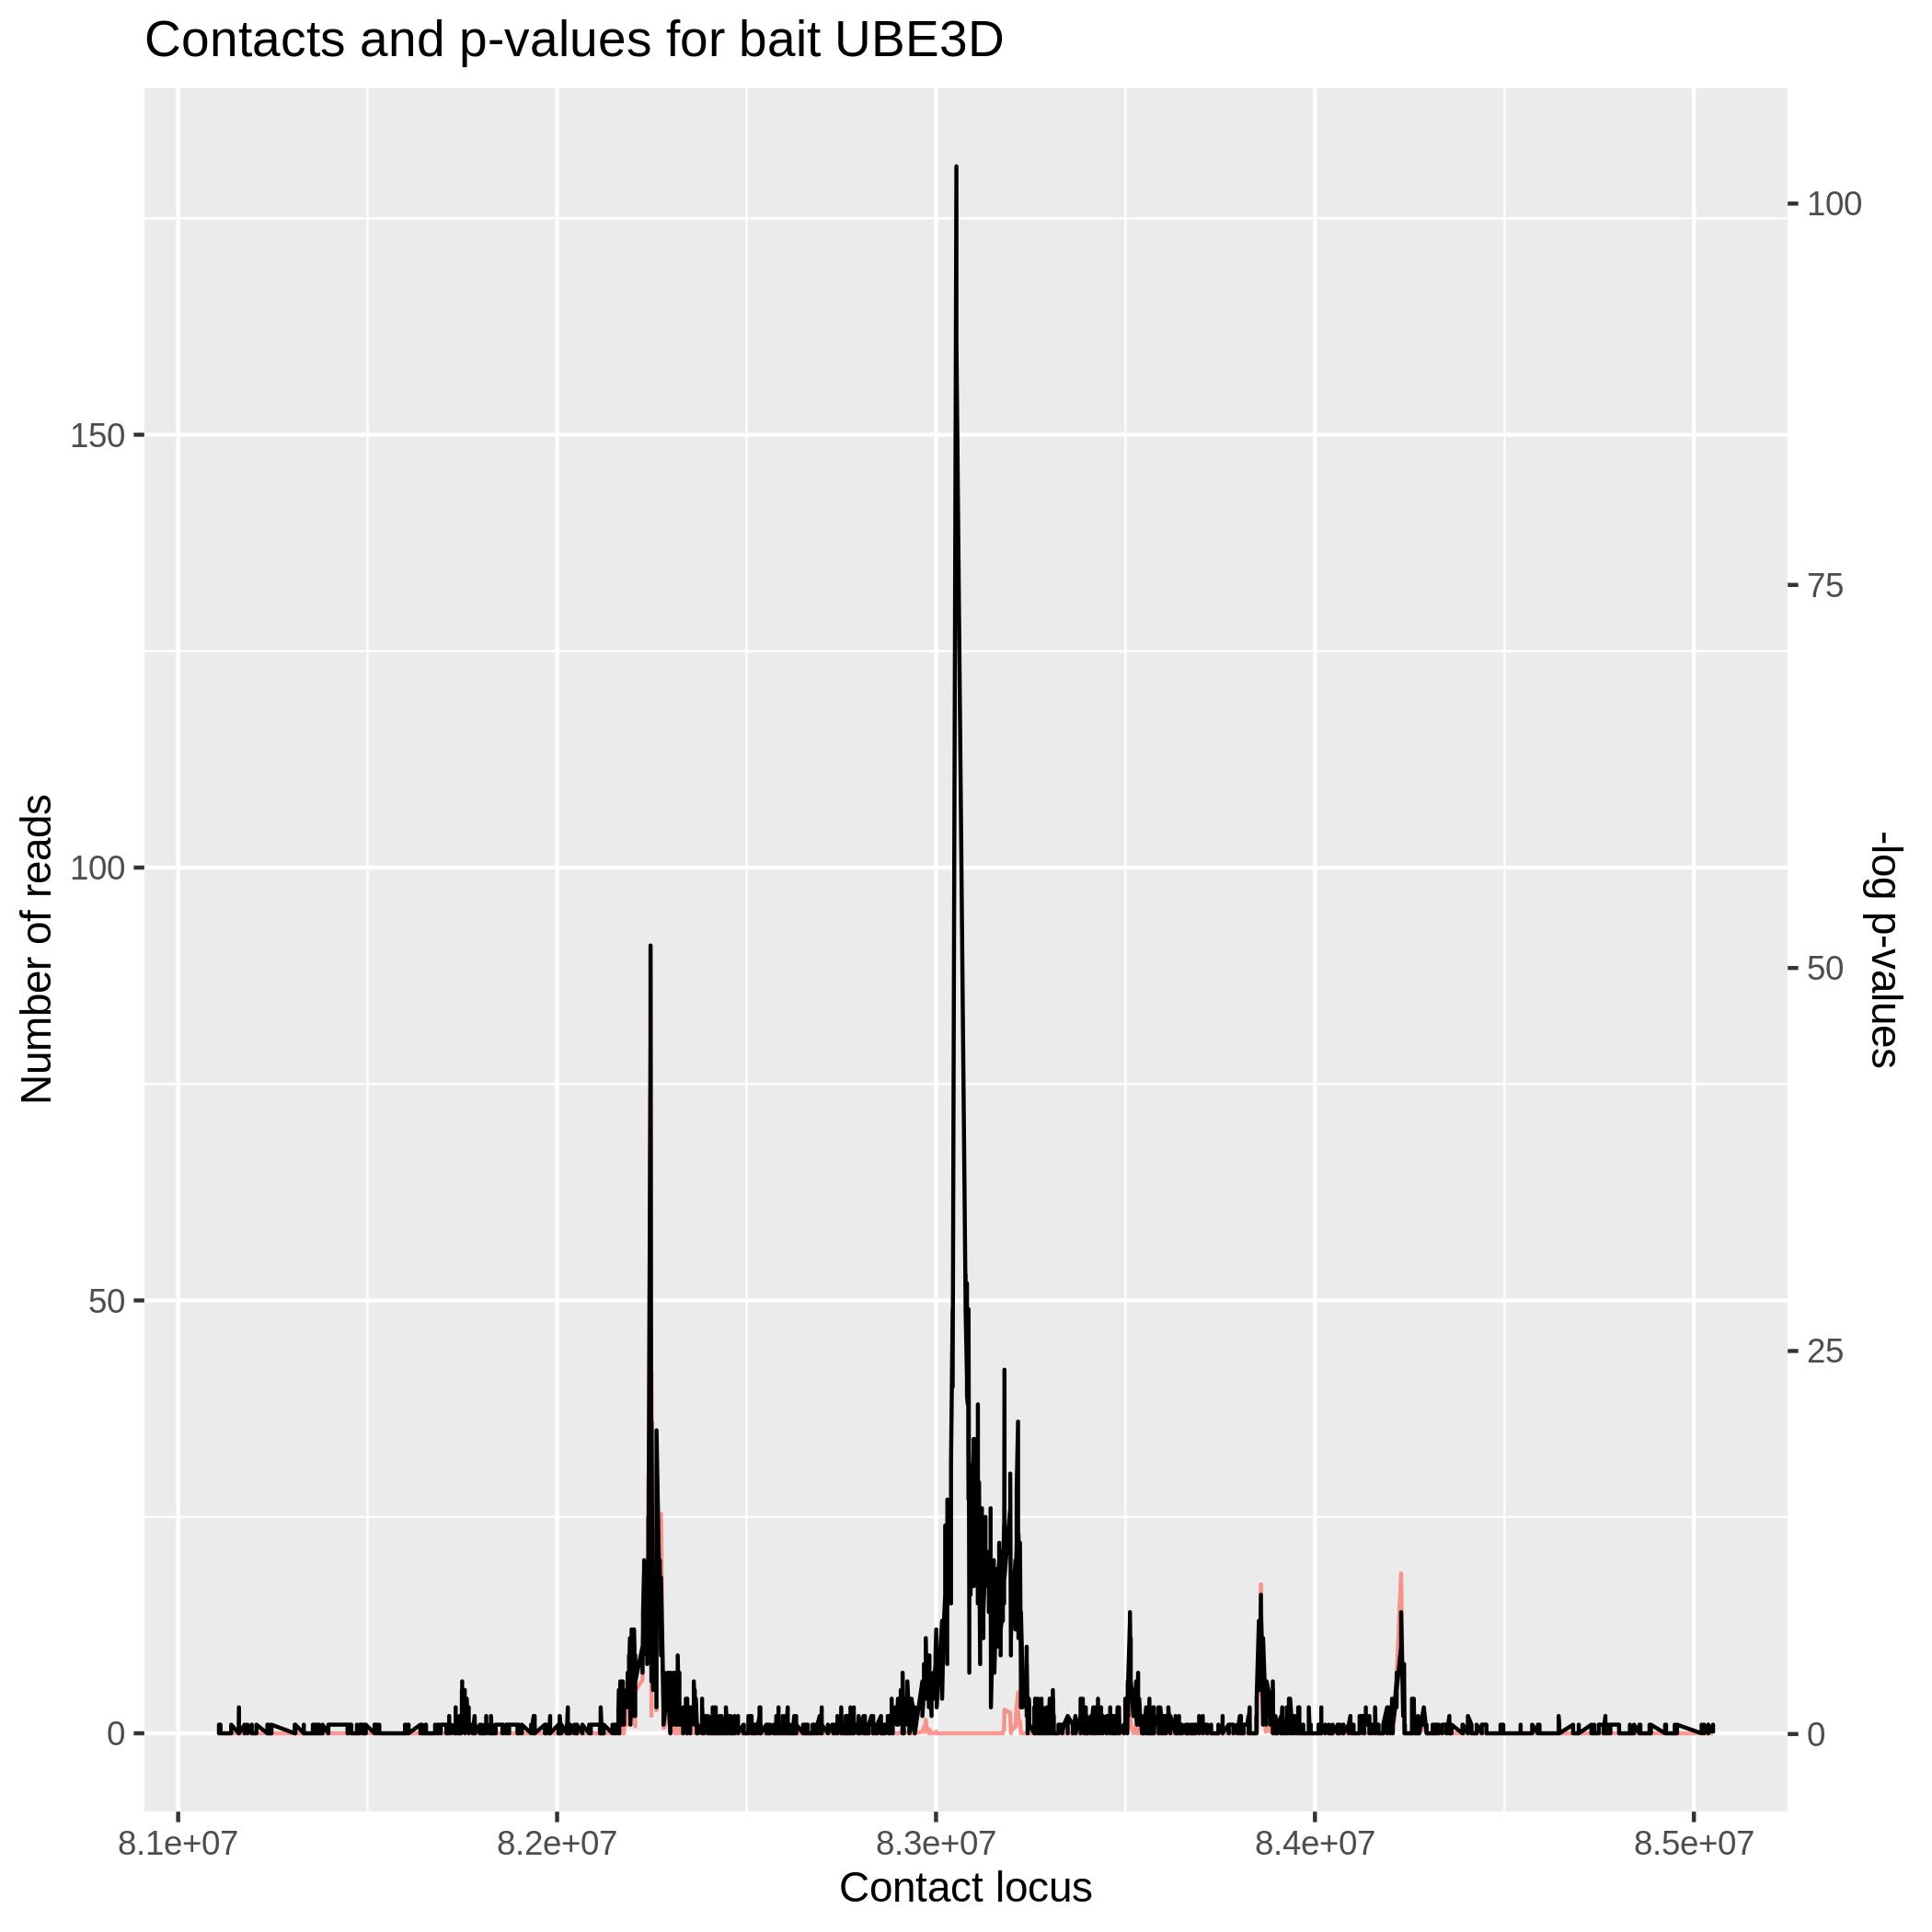 Contacts and p-values for bait UBE3D
Number of reads
150
100
50
0
100
75
50
25
0
-log p-values
8.1e+07 8.2e+07 8.3e+07 8.4e+07 8.5e+07
Contact locus